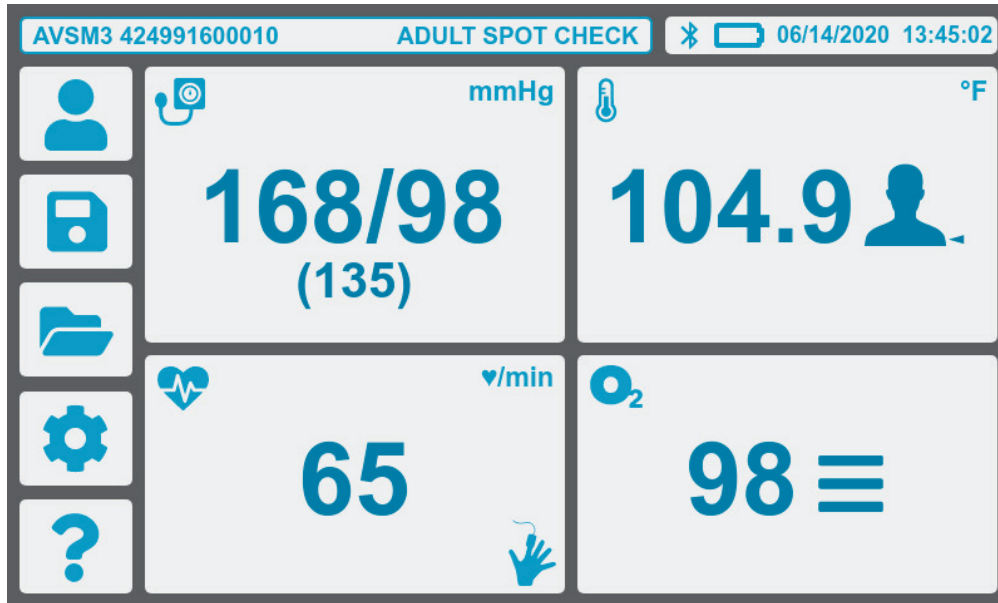 AVSM3 424991600010 ADULT SPOT CHECK 06/14/2020 13:45:02
mmHg
168/98
(135)
°F
104.9
♥/min
65
O₂
98
?